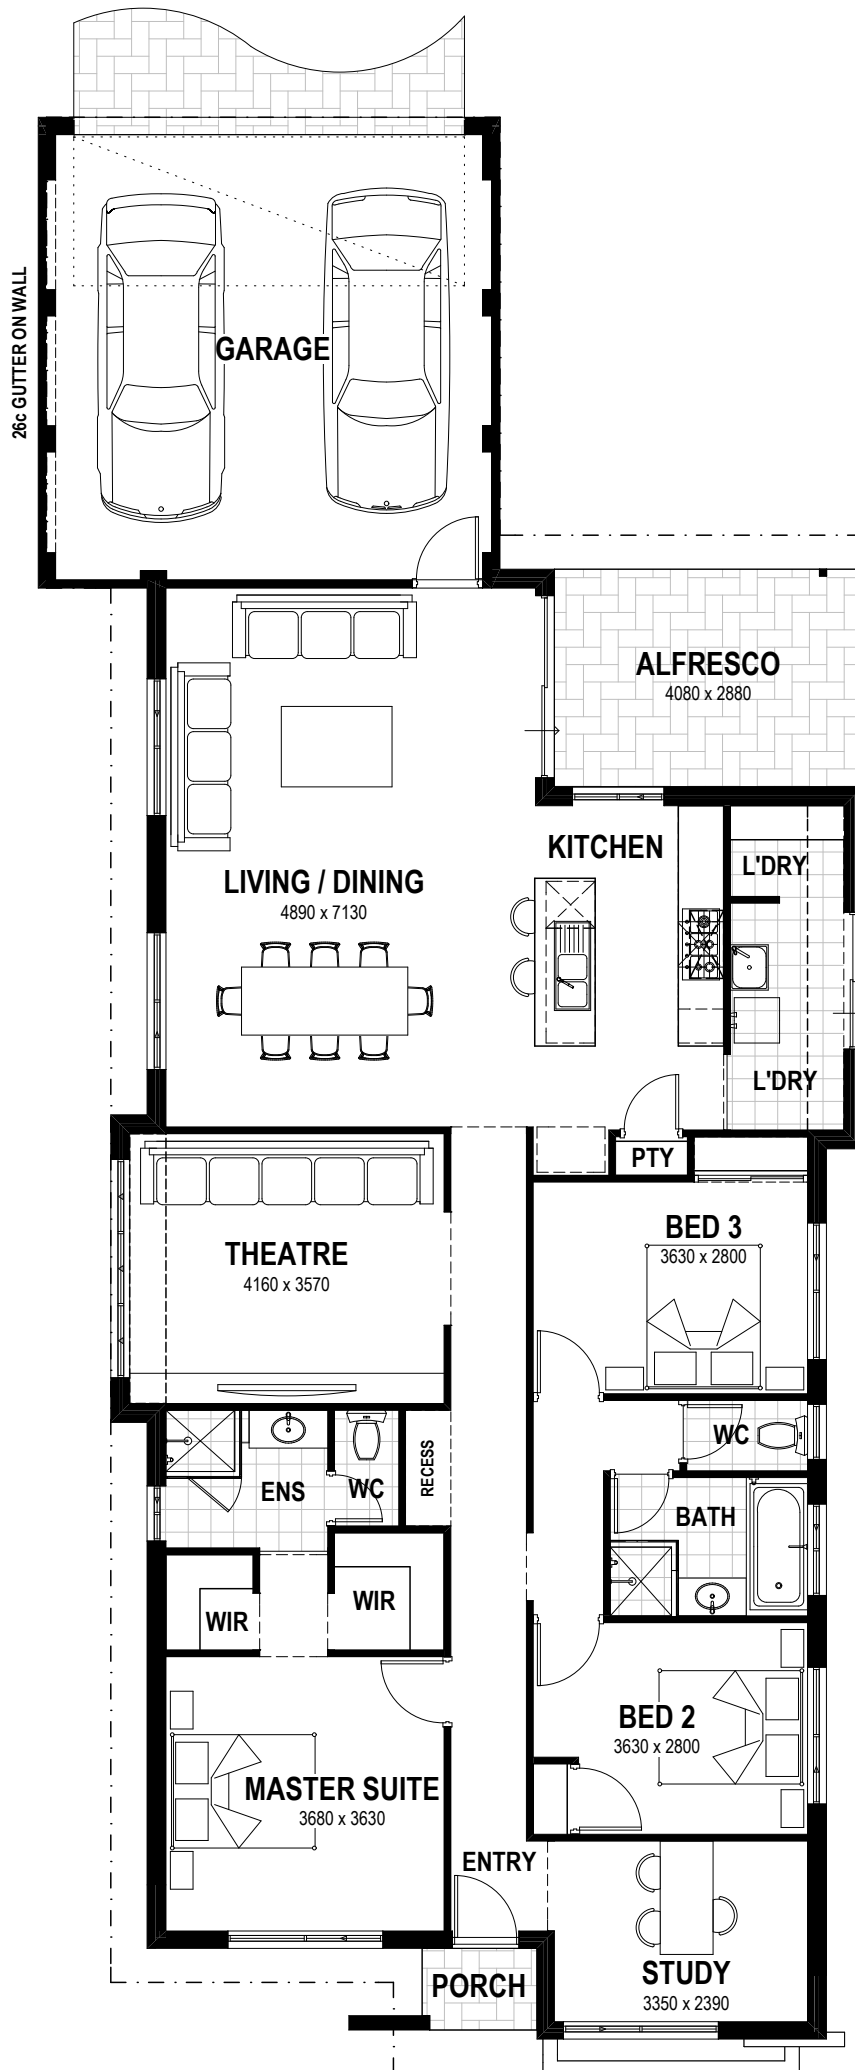 26c GUTTER ON WALL
GARAGE
ALFRESCO
4080 x 2880
KITCHEN
L'DRY
LIVING / DINING
4890 x 7130
L'DRY
PTY
THEATRE
4160 x 3570
BED 3
3630 x 2800
WC
RECESS
ENS
WC
BATH
WIR
WIR
BED 2
3630 x 2800
MASTER SUITE
3680 x 3630
ENTRY
PORCH
STUDY
3350 x 2390